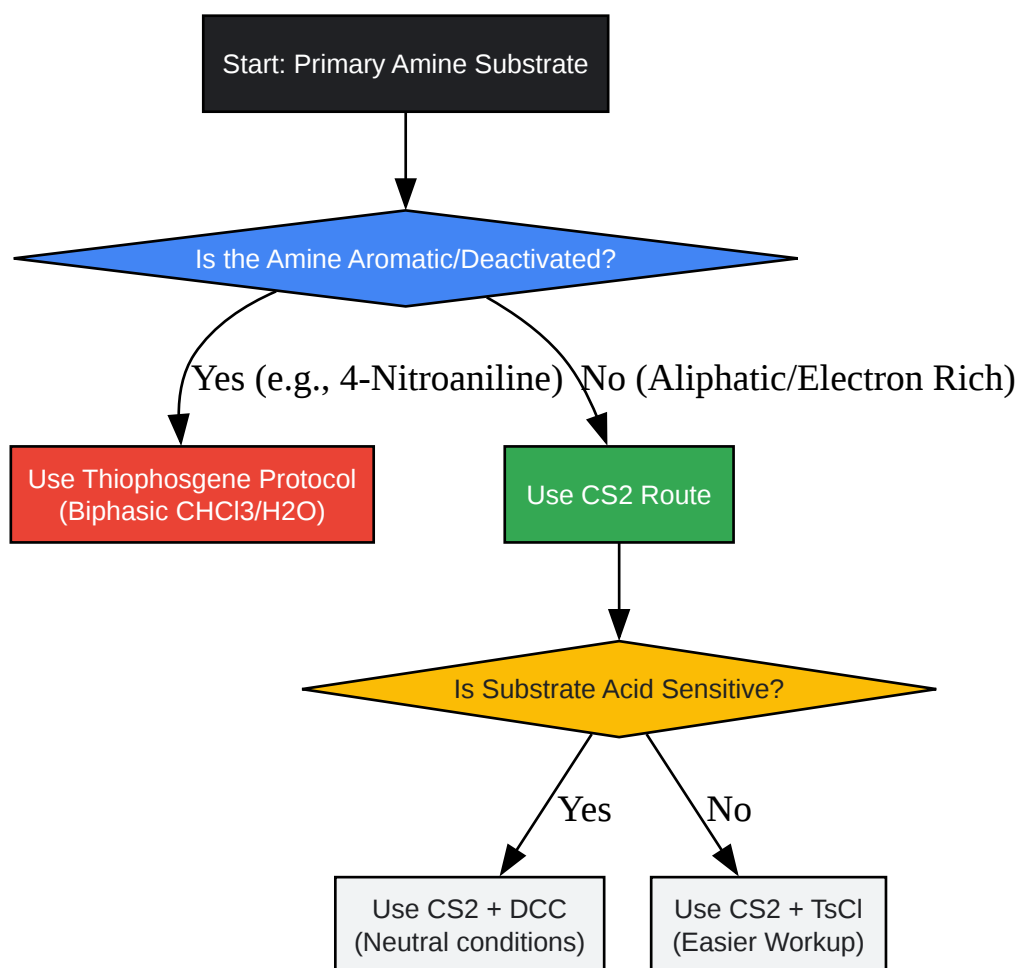 Start: Primary Amine Substrate
Is the Amine Aromatic/Deactivated?
Yes (e.g., 4-Nitroaniline)
No (Aliphatic/Electron Rich)
Use Thiophosgene Protocol
(Biphasic CHCl3/H2O)
Use CS2 Route
Is Substrate Acid Sensitive?
Yes
No
Use CS2 + DCC
(Neutral conditions)
Use CS2 + TsCl
(Easier Workup)